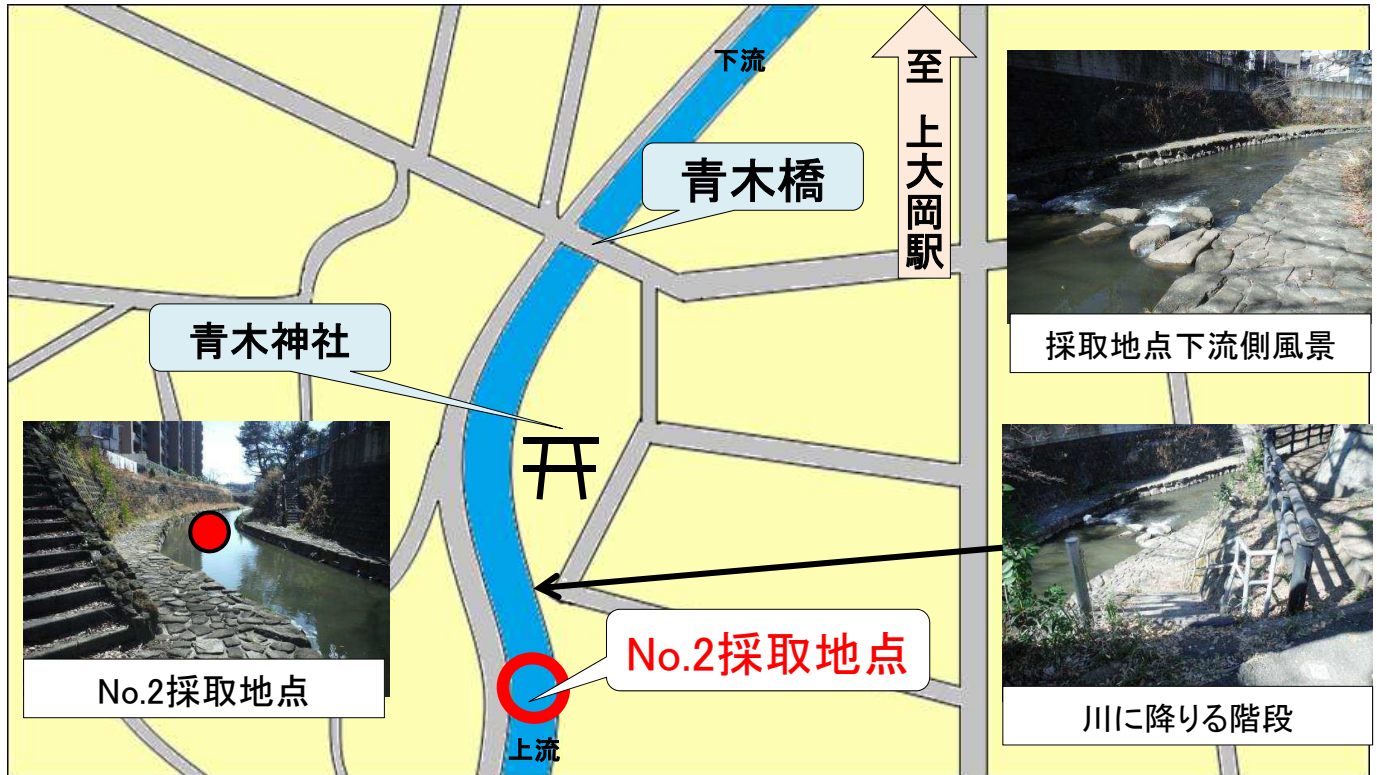 下流
至 上大岡駅
青木橋
採取地点下流側風景
青木神社
No.2採取地点
No.2採取地点
川に降りる階段
上流